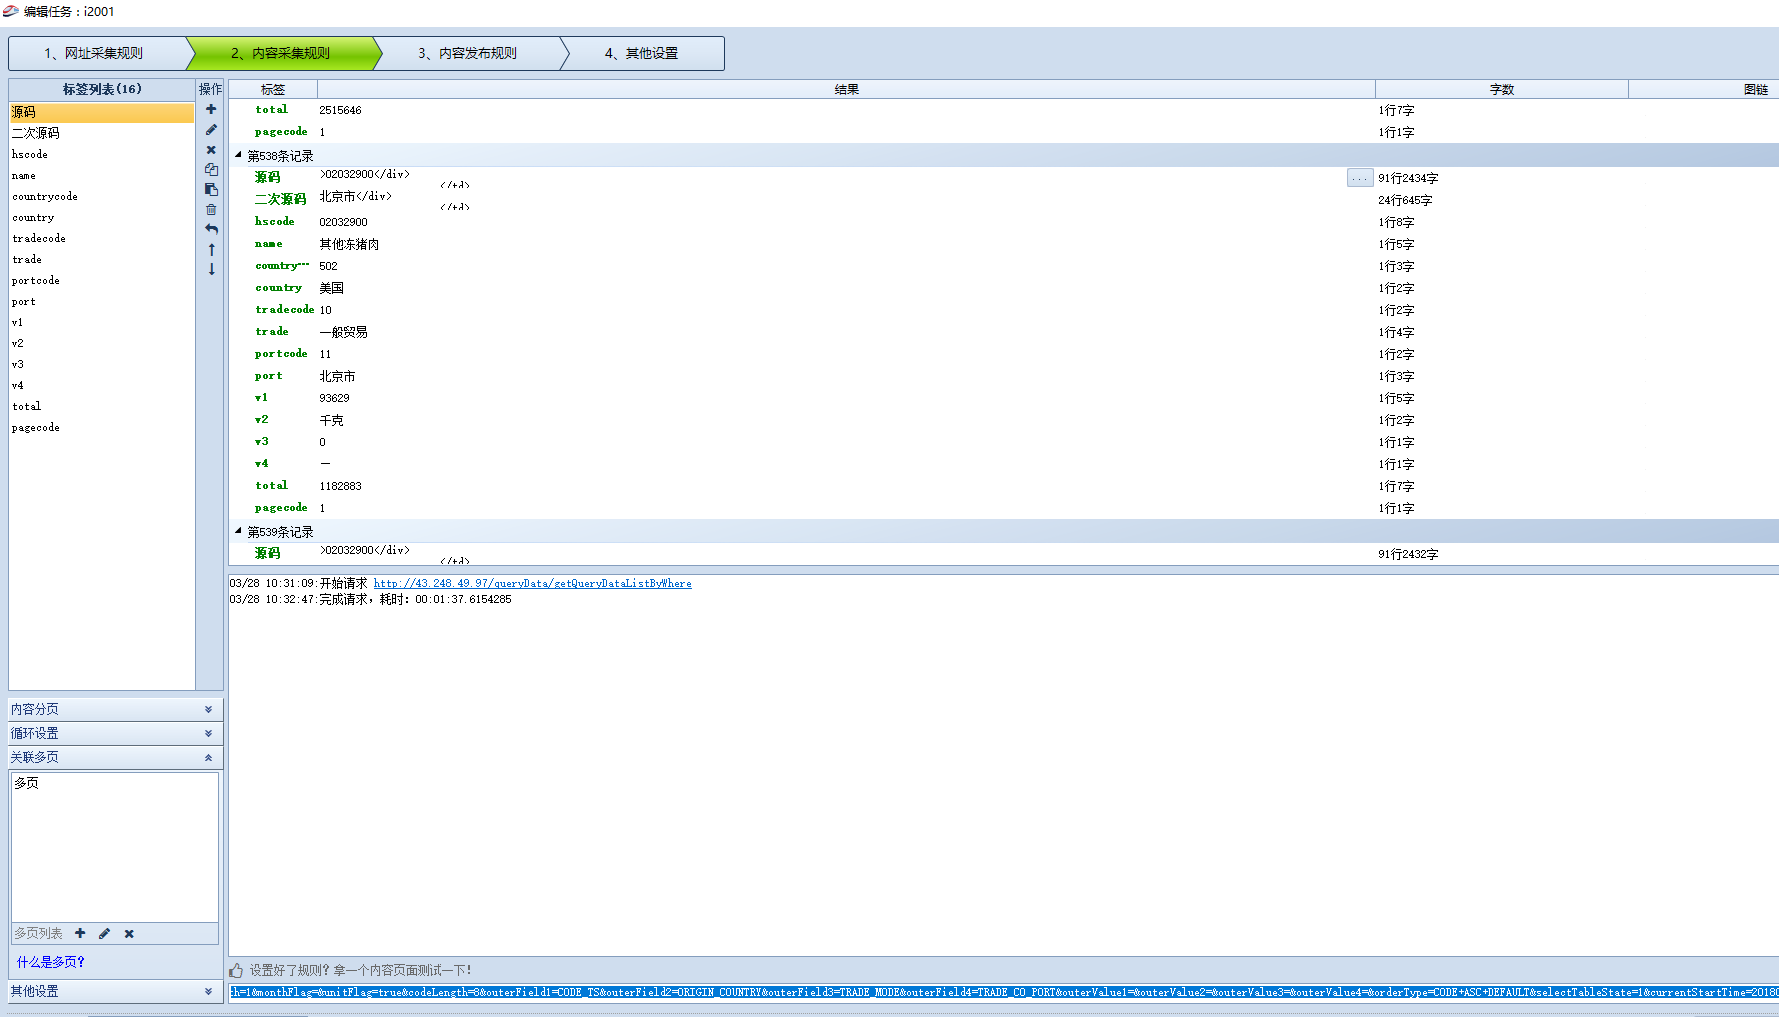 编辑任务：i2001
1、网址采集规则
2、内容采集规则
3、内容发布规则
4、其他设置
标签列表(16)
操作
源码
二次源码
hscode
name
countrycode
country
tradecode
trade
portcode
port
v1
v2
v3
v4
total
pagecode
标签 结果 字数 图链
total 2515646 1行7字
pagecode 1 1行1字
第538条记录
源码 >02032900</div> ... 91行2434字
</td>
二次源码 北京市</div> 24行645字
</td>
hscode 02032900 1行8字
name 其他冻猪肉 1行5字
country… 502 1行3字
country 美国 1行2字
tradecode 10 1行2字
trade 一般贸易 1行4字
portcode 11 1行2字
port 北京市 1行3字
v1 93629 1行5字
v2 千克 1行2字
v3 0 1行1字
v4 — 1行1字
total 1182883 1行7字
pagecode 1 1行1字
第539条记录
源码 >02032900</div> 91行2432字
</td>
03/28 10:31:09:开始请求 http://43.248.49.97/queryData/getQueryDataListByWhere
03/28 10:32:47:完成请求，耗时：00:01:37.6154285
内容分页
循环设置
关联多页
多页
多页列表
什么是多页？
其他设置
设置好了规则？拿一个内容页面测试一下！
th=1&monthFlag=&unitFlag=true&codeLength=8&outerField1=CODE_TS&outerField2=ORIGIN_COUNTRY&outerField3=TRADE_MODE&outerField4=TRADE_CO_PORT&outerValue1=&outerValue2=&outerValue3=&outerValue4=&orderType=CODE+ASC+DEFAULT&selectTableState=1&currentStartTime=2018